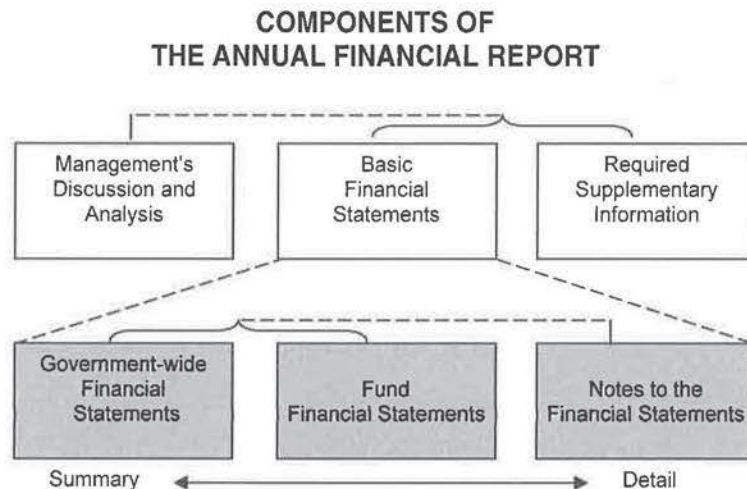 COMPONENTS OF
THE ANNUAL FINANCIAL REPORT
Management's
Discussion and
Analysis
Basic
Financial
Statements
Required
Supplementary
Information
Government-wide
Financial
Statements
Fund
Financial Statements
Notes to the
Financial Statements
Summary
Detail